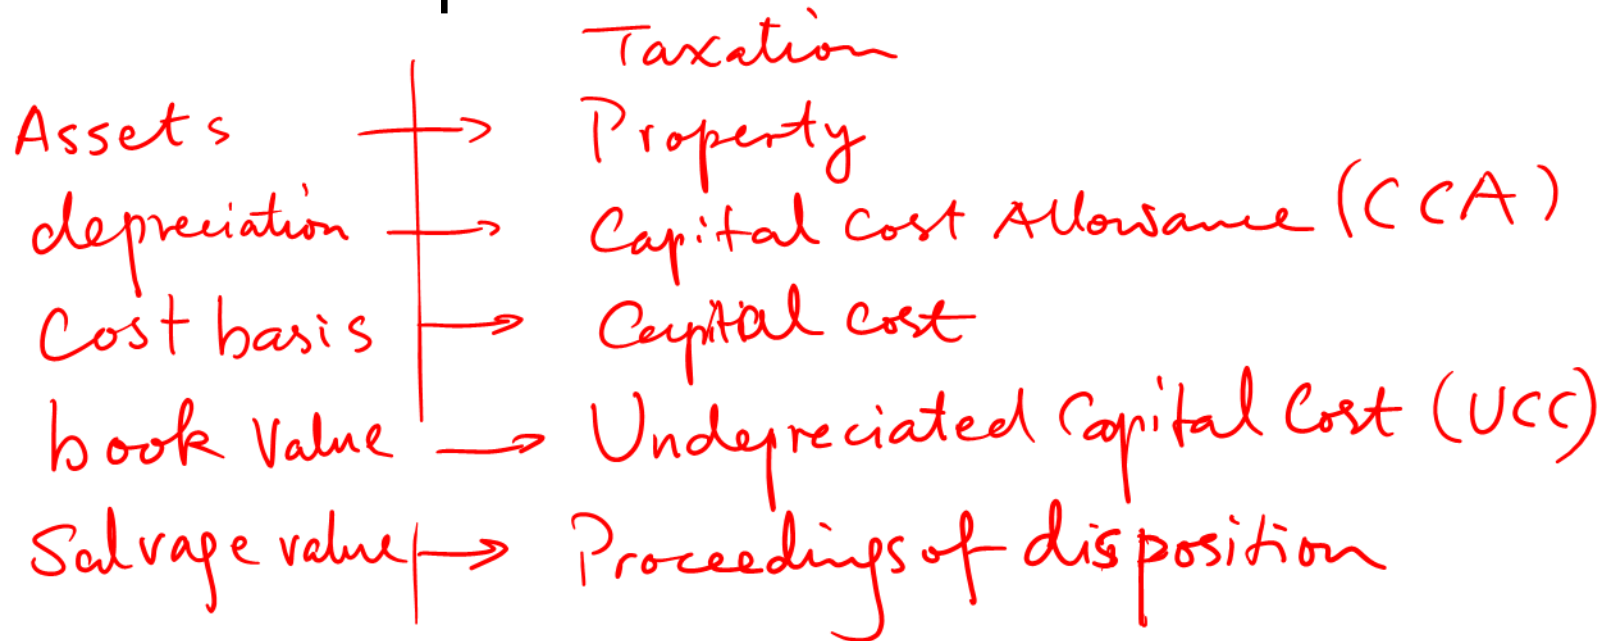 Taxation
Assets → Property
depreciation → Capital Cost Allowance (CCA)
Cost basis → Capital cost
book Value → Undepreciated Capital Cost (UCC)
Salvage value → Proceedings of disposition